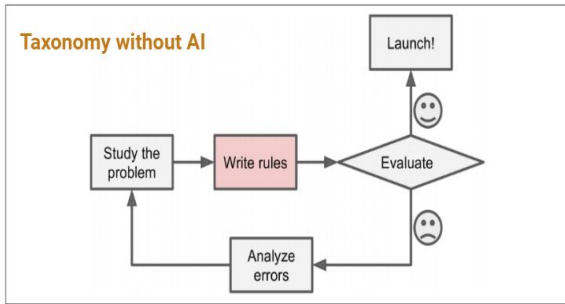 Taxonomy without AI
Launch!
Study the
problem
Write rules
Evaluate
Analyze
errors